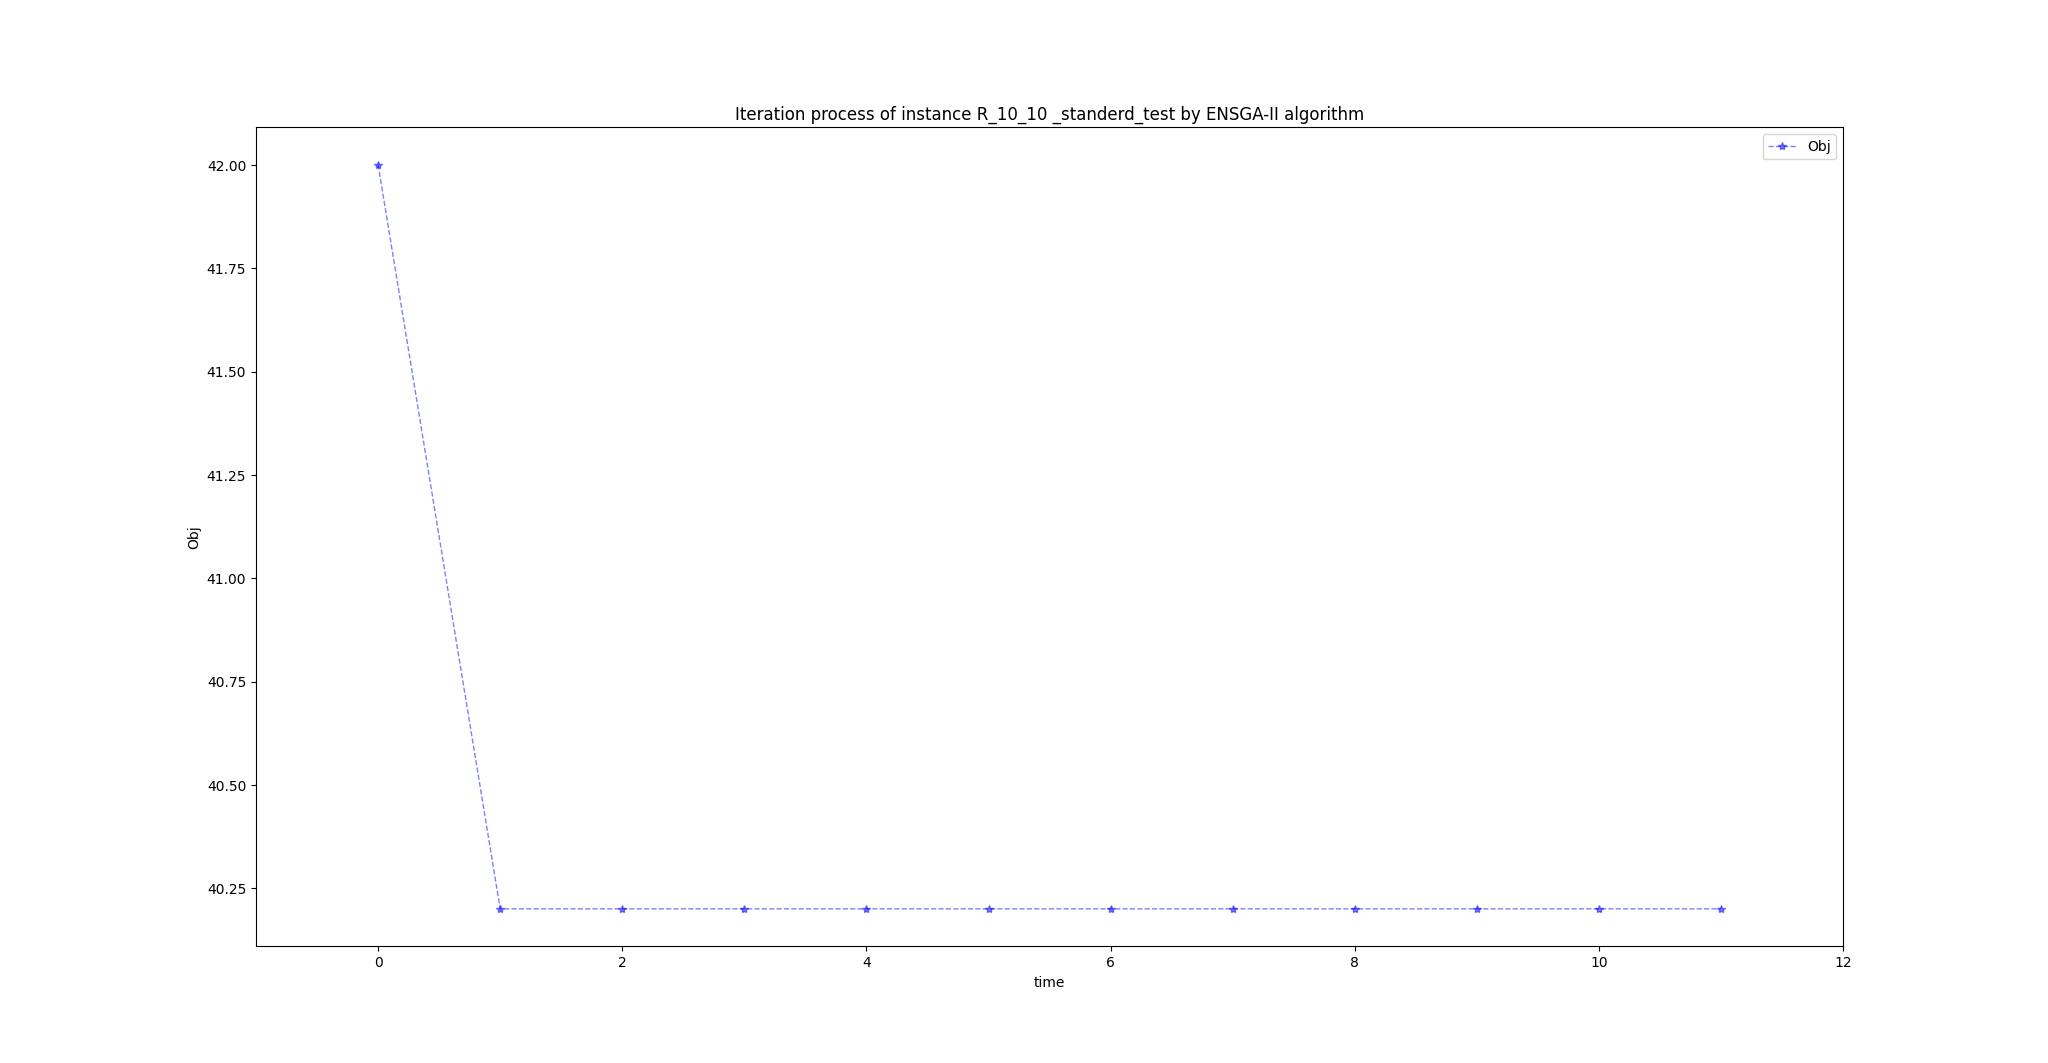 Iteration process of instance R_10_10 _standerd_test by ENSGA-II algorithm
Obj
42.00
41.75
41.50
41.25
41.00
40.75
40.50
40.25
Obj
0 2 4 6 8 10 12
time